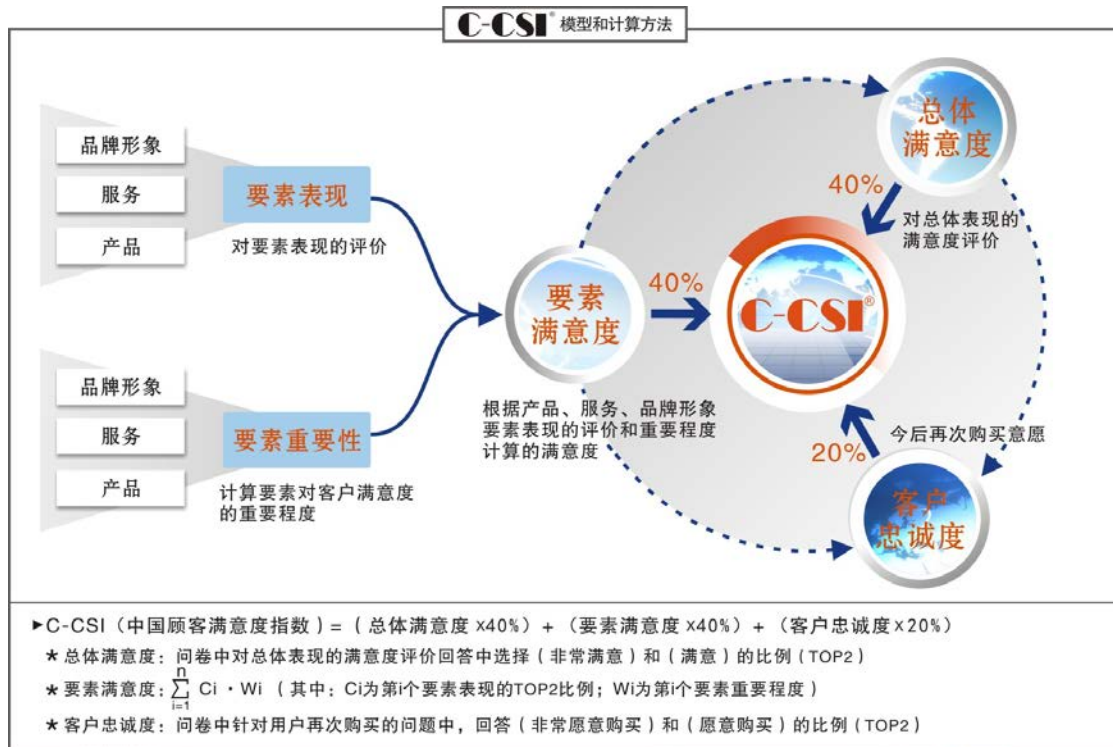 C-CSI® 模型和计算方法
品牌形象
服务
产品
要素表现
对要素表现的评价
品牌形象
服务
产品
要素重要性
计算要素对客户满意度
的重要程度
要素
满意度
根据产品、服务、品牌形象
要素表现的评价和重要程度
计算的满意度
40%
C-CSI®
总体
满意度
40%
对总体表现的
满意度评价
今后再次购买意愿
20%
客户
忠诚度
►C-CSI（中国顾客满意度指数）=（总体满意度 x40%）+（要素满意度 x40%）+（客户忠诚度 x 20%）
★ 总体满意度：问卷中对总体表现的满意度评价回答中选择（非常满意）和（满意）的比例（TOP2）
★ 要素满意度：n∑i=1 Ci · Wi （其中：Ci为第i个要素表现的TOP2比例；Wi为第i个要素重要程度）
★ 客户忠诚度：问卷中针对用户再次购买的问题中，回答（非常愿意购买）和（愿意购买）的比例（TOP2）